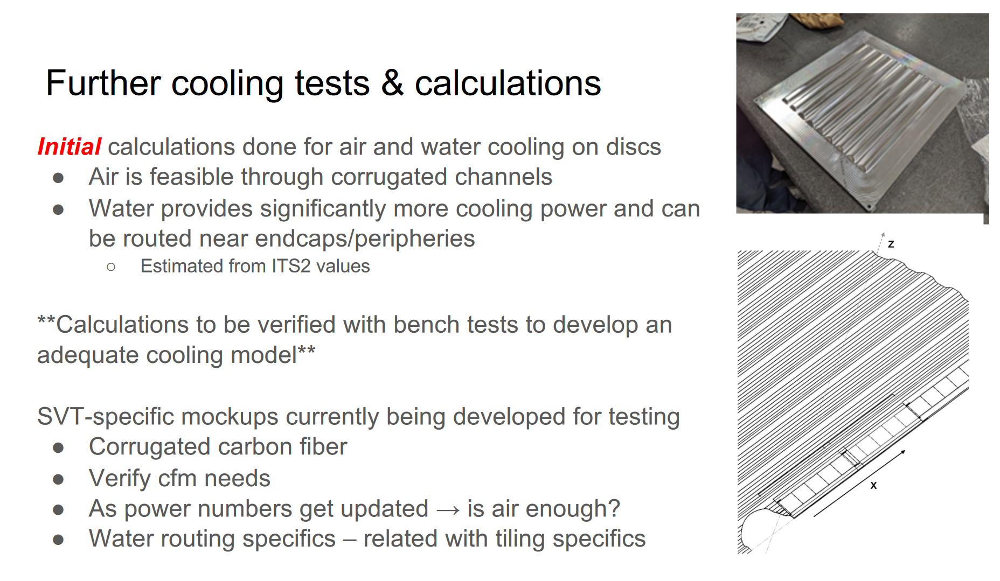 Further cooling tests & calculations
Initial calculations done for air and water cooling on discs
● Air is feasible through corrugated channels
● Water provides significantly more cooling power and can
be routed near endcaps/peripheries
○ Estimated from ITS2 values
**Calculations to be verified with bench tests to develop an
adequate cooling model**
SVT-specific mockups currently being developed for testing
● Corrugated carbon fiber
● Verify cfm needs
● As power numbers get updated → is air enough?
● Water routing specifics – related with tiling specifics
z
x